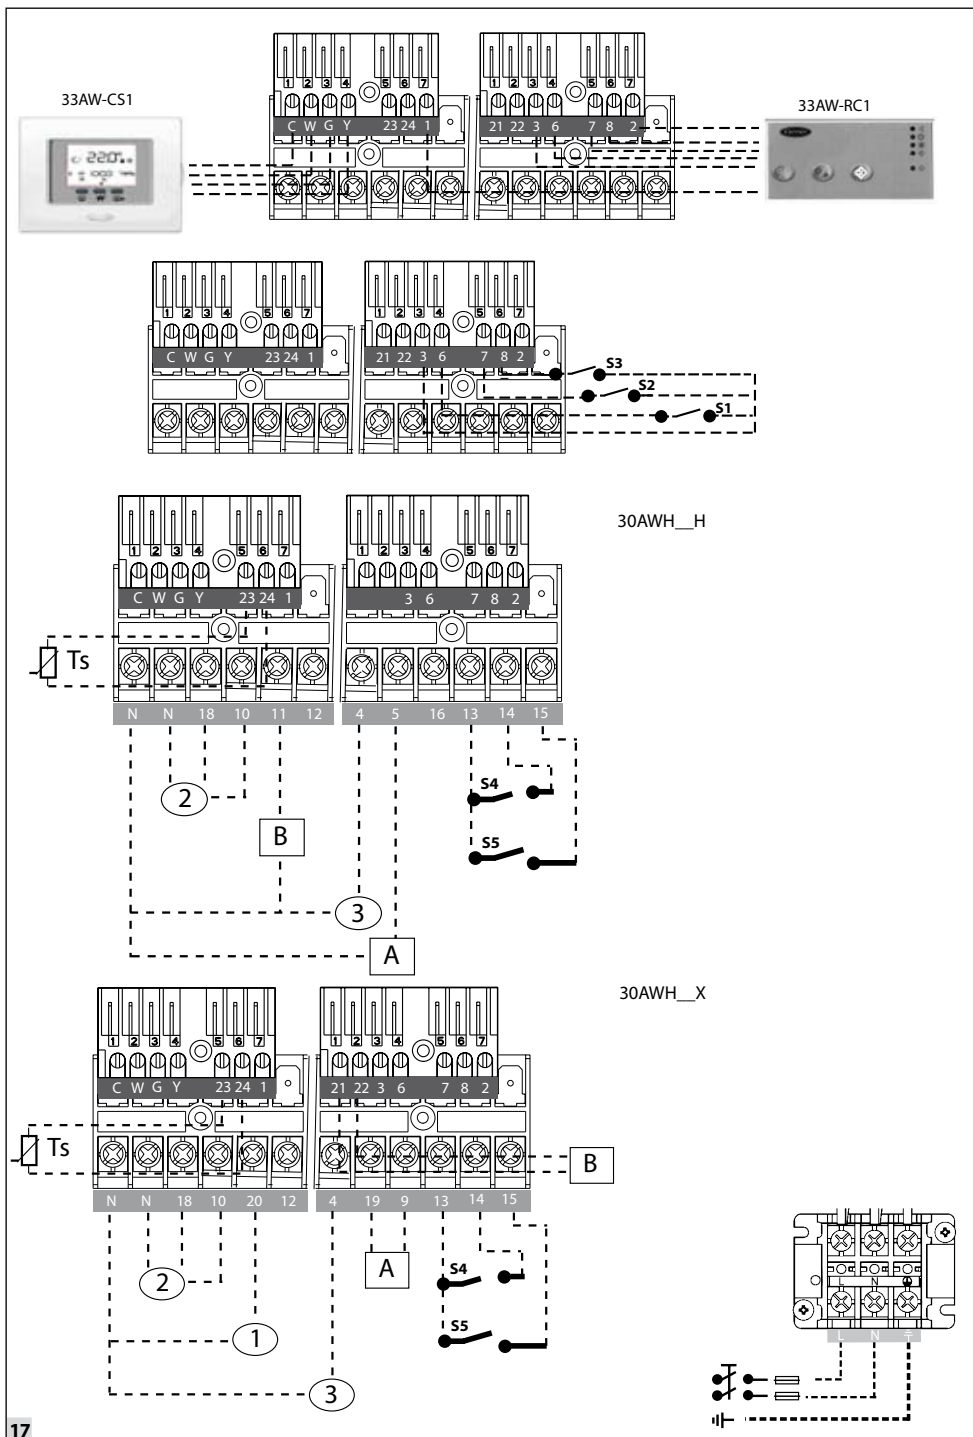 33AW-CS1
33AW-RC1
1 2 3 4 5 6 7
1 2 3 4 5 6 7
C W G Y 23 24 1
21 22 3 6 7 8 2
22.0°
Carrier
1 2 3 4 5 6 7
1 2 3 4 5 6 7
C W G Y 23 24 1
21 22 3 6 7 8 2
S3
S2
S1
30AWH__H
1 2 3 4 5 6 7
1 2 3 4 5 6 7
C W G Y 23 24 1
3 6 7 8 2
Ts
N N 18 10 11 12
4 5 16 13 14 15
S4
2
B
S5
3
A
30AWH__X
1 2 3 4 5 6 7
1 2 3 4 5 6 7
C W G Y 23 24 1
21 22 3 6 7 8 2
Ts
B
N N 18 10 20 12
4 19 9 13 14 15
A
S4
2
S5
1
3
L N
L N
17